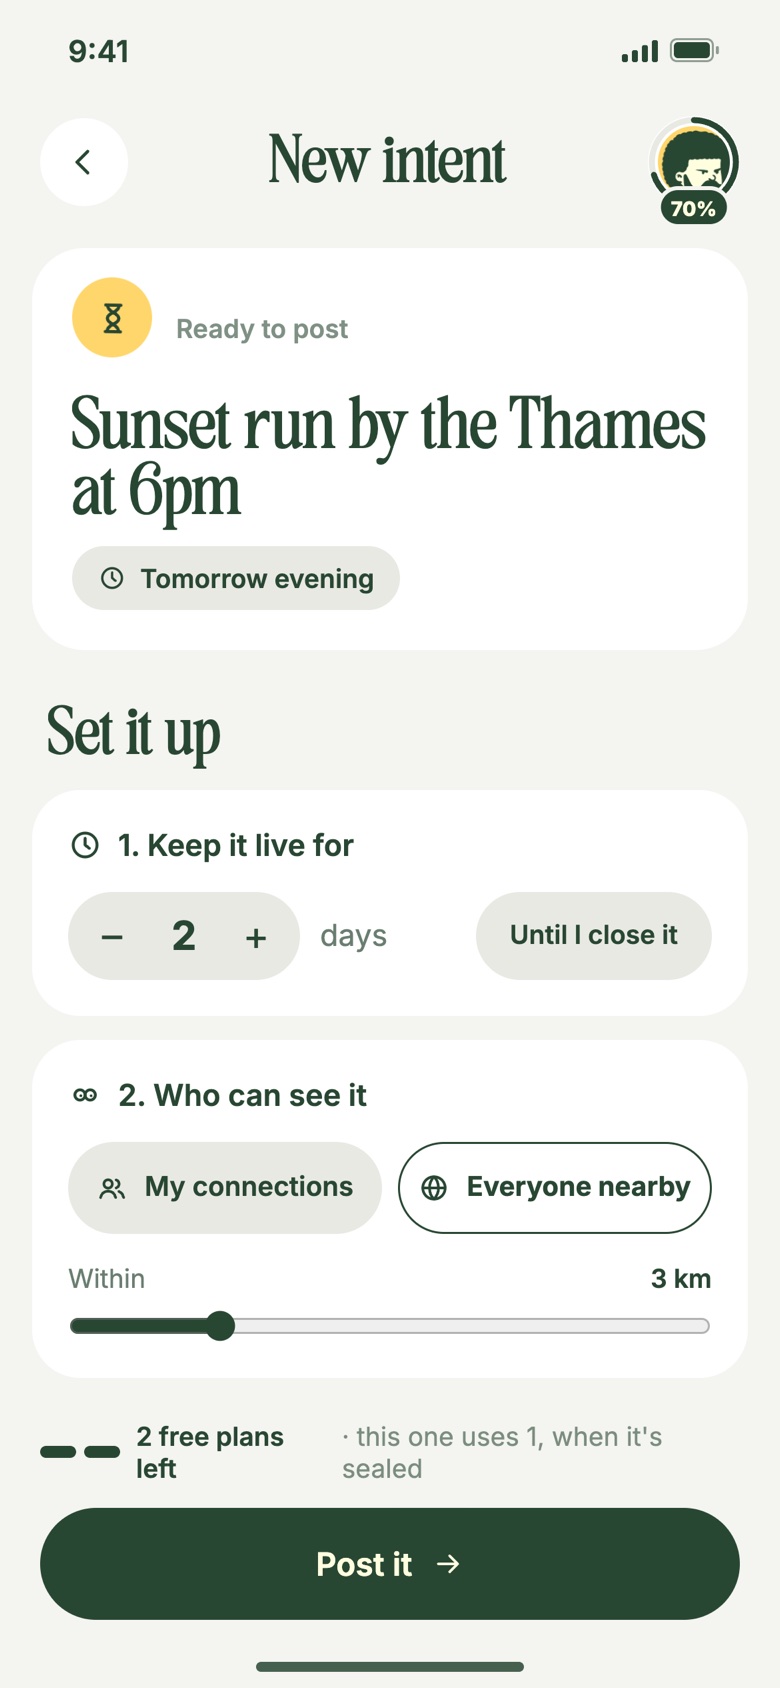 9:41
New intent
70%
Ready to post
Sunset run by the Thames
at 6pm
Tomorrow evening
Set it up
1. Keep it live for
− 2 + days
Until I close it
2. Who can see it
My connections
Everyone nearby
Within
3 km
2 free plans
left
· this one uses 1, when it's
sealed
Post it →